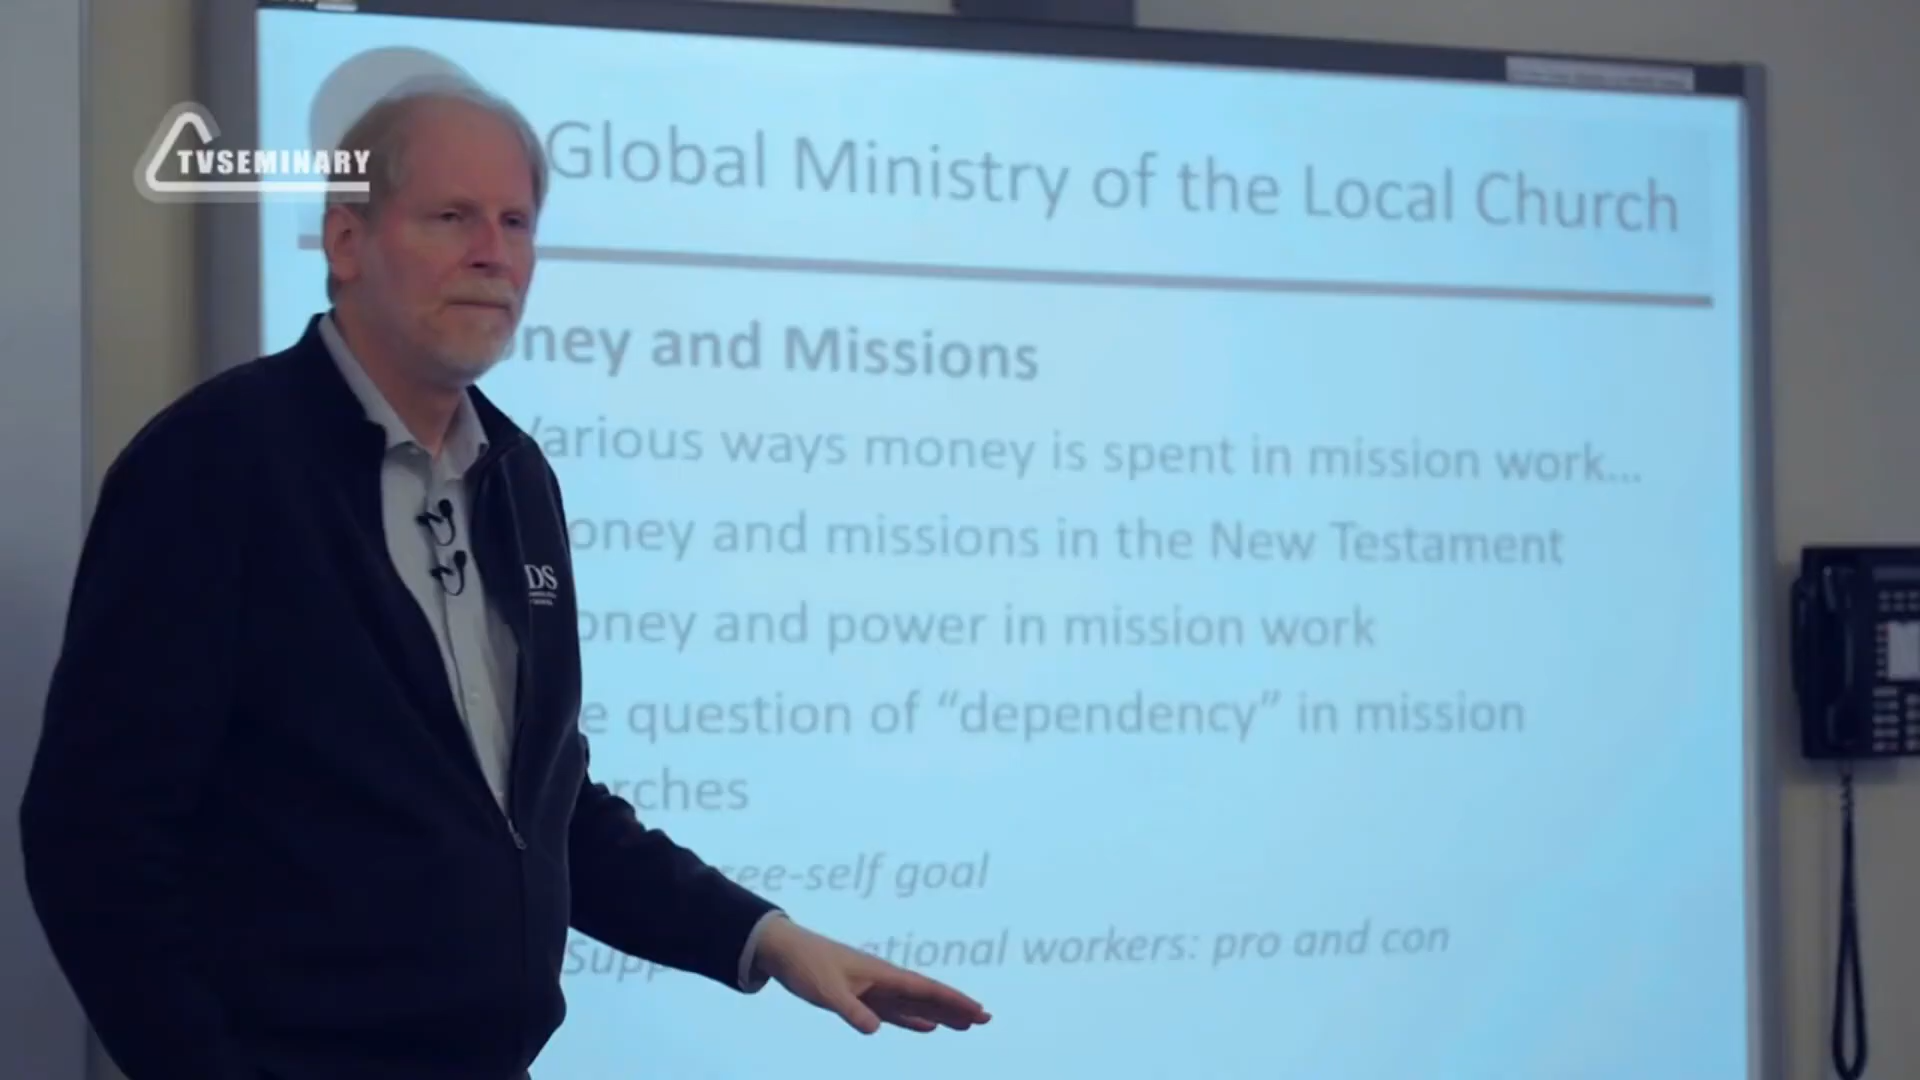 TVSEMINARY
Global Ministry of the Local Church
ney and Missions
Various ways money is spent in mission work...
oney and missions in the New Testament
oney and power in mission work
e question of “dependency” in mission
rches
ee-self goal
Supp ational workers: pro and con
DS